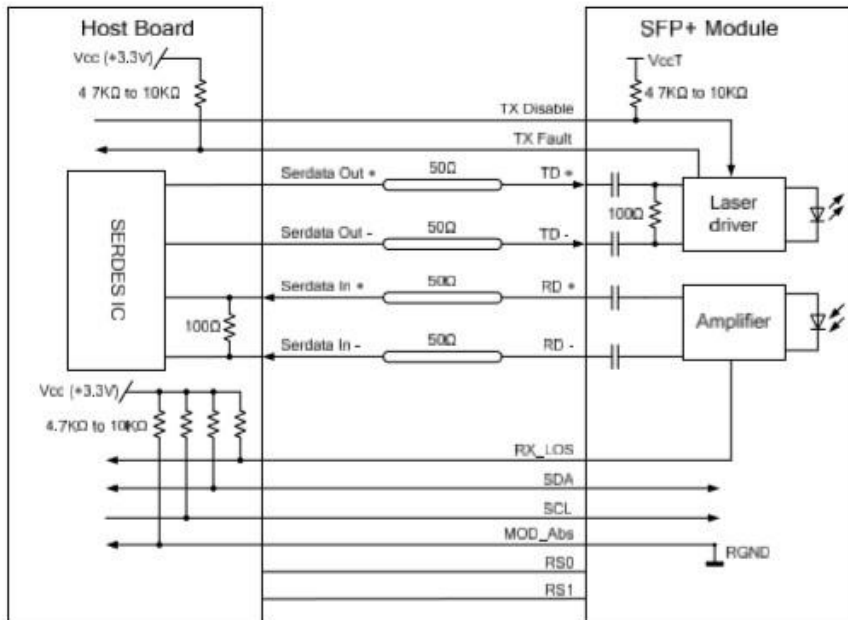 Host Board
SFP+ Module
Vcc (+3.3V)
VccT
4 7KΩ to 10KΩ
4 7KΩ to 10KΩ
TX Disable
TX Fault
Serdata Out +
50Ω
TD +
Laser
driver
100Ω
SERDES IC
Serdata Out -
50Ω
TD -
Serdata In +
50Ω
RD +
Amplifier
100Ω
Serdata In -
50Ω
RD -
Vcc (+3.3V)
4.7KΩ to 10KΩ
RX_LOS
SDA
SCL
MOD_Abs
RGND
RS0
RS1